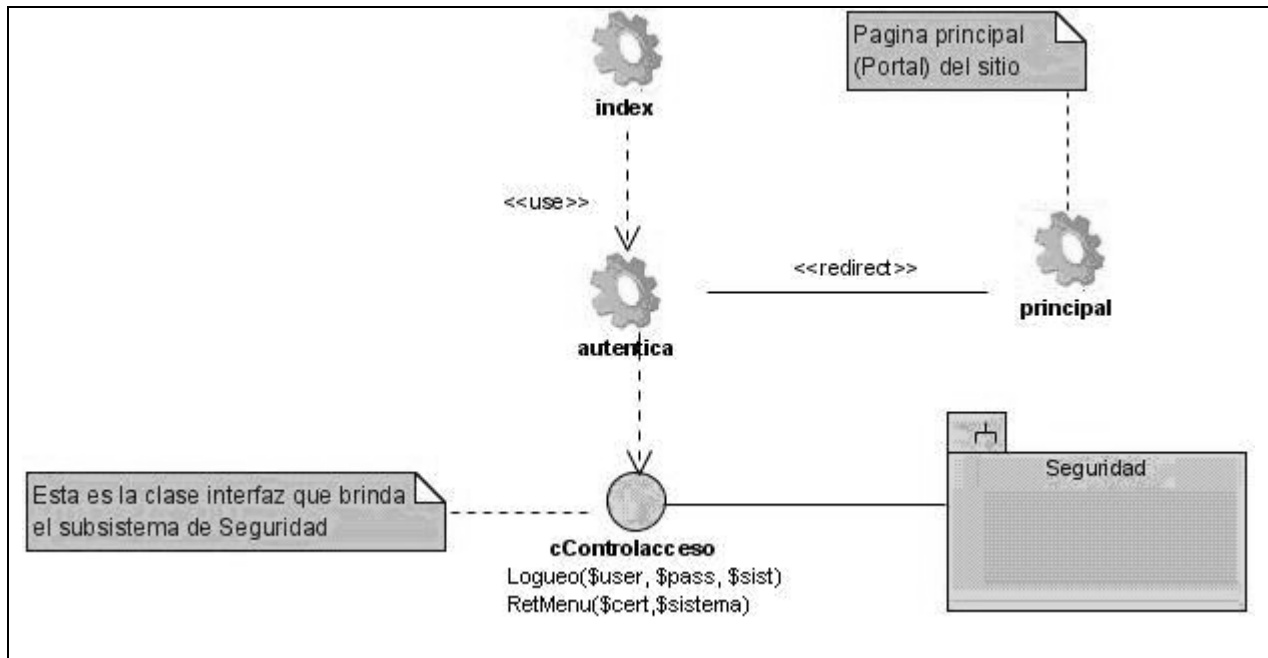 Pagina principal
(Portal) del sitio
index
<<use>>
<<redirect>>
principal
autentica
Seguridad
Esta es la clase interfaz que brinda
el subsistema de Seguridad
cControlacceso
Logueo($user, $pass, $sist)
RetMenu($cert,$sistema)